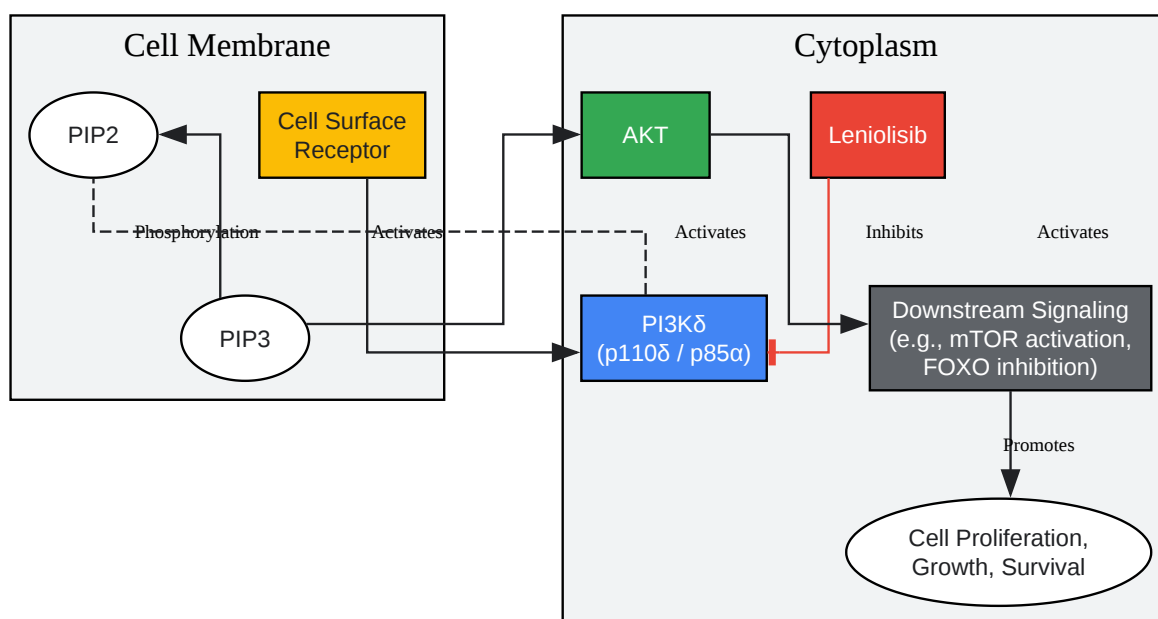 Cell Membrane
Cytoplasm
PIP2
Cell Surface
Receptor
AKT
Leniolisib
Phosphorylation
Activates
Activates
Inhibits
Activates
PIP3
PI3Kδ
(p110δ / p85α)
Downstream Signaling
(e.g., mTOR activation,
FOXO inhibition)
Promotes
Cell Proliferation,
Growth, Survival